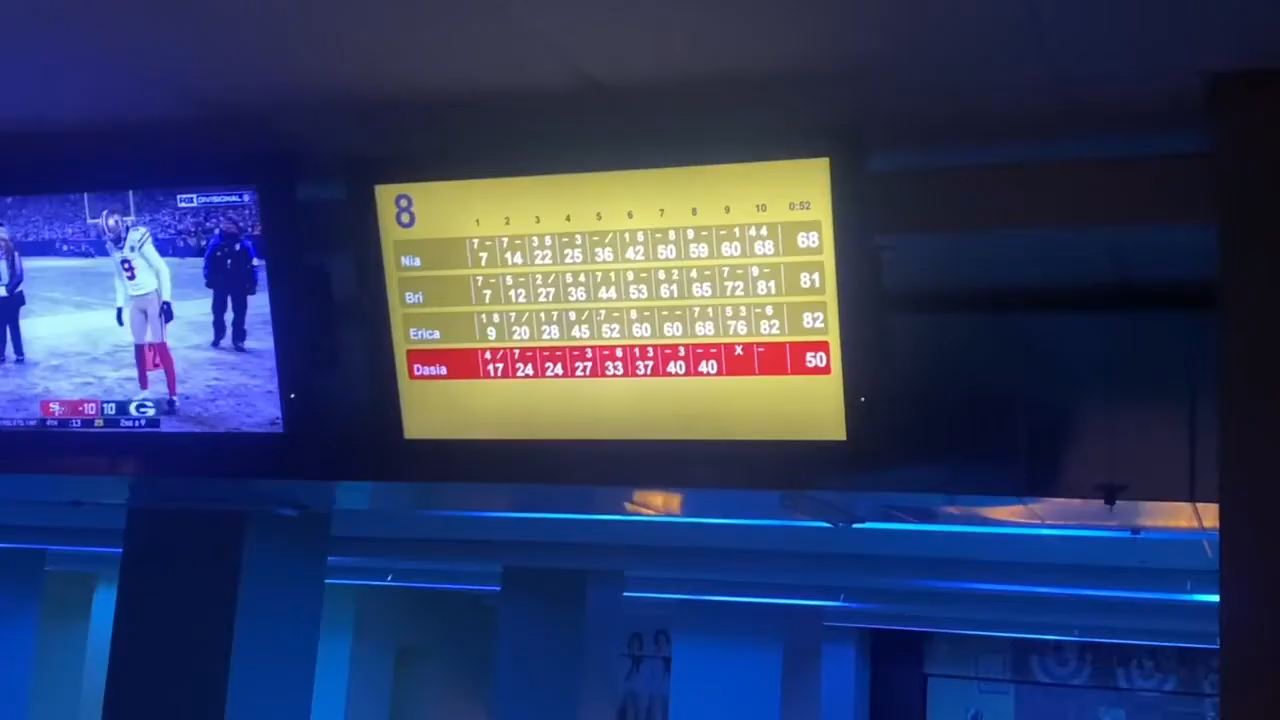 8
1 2 3 4 5 6 7 8 9 10 0:52
7 - 7 - 3 5 - 3 - / 1 5 - 8 9 - - 1 4 4
Nia 7 14 22 25 36 42 50 59 60 68 68
7 - 5 - 2 / 5 4 7 1 9 - 6 2 4 - 7 - 9 -
Bri 7 12 27 36 44 53 61 65 72 81 81
1 8 7 / 1 7 9 / 7 - 8 - - - 7 1 5 3 - 6
Erica 9 20 28 45 52 60 60 68 76 82 82
4 / 7 - - - - 3 - 6 1 3 - 3 - - X -
Dasia 17 24 24 27 33 37 40 40 50
FOX DIVISIONAL
9
SF -10 10 G
4TH :13 25 2nd & 9